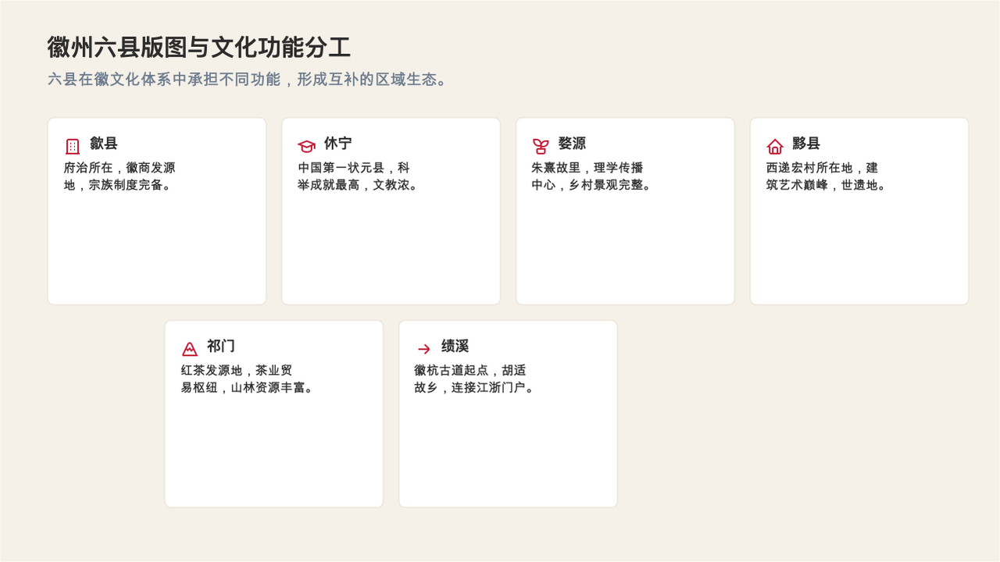 徽州六县版图与文化功能分工
六县在徽文化体系中承担不同功能，形成互补的区域生态。
歙县
府治所在，徽商发源
地，宗族制度完备。
休宁
中国第一状元县，科
举成就最高，文教浓。
婺源
朱熹故里，理学传播
中心，乡村景观完整。
黟县
西递宏村所在地，建
筑艺术巅峰，世遗地。
祁门
红茶发源地，茶业贸
易枢纽，山林资源丰富。
绩溪
徽杭古道起点，胡适
故乡，连接江浙门户。